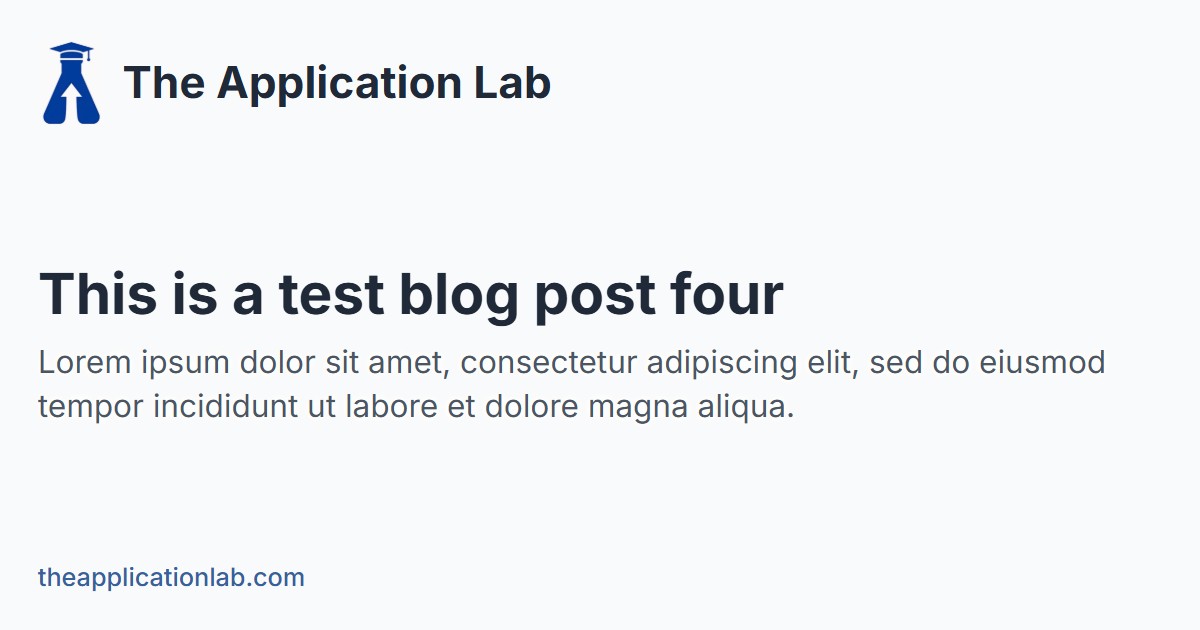 The Application Lab
This is a test blog post four
Lorem ipsum dolor sit amet, consectetur adipiscing elit, sed do eiusmod
tempor incididunt ut labore et dolore magna aliqua.
theapplicationlab.com